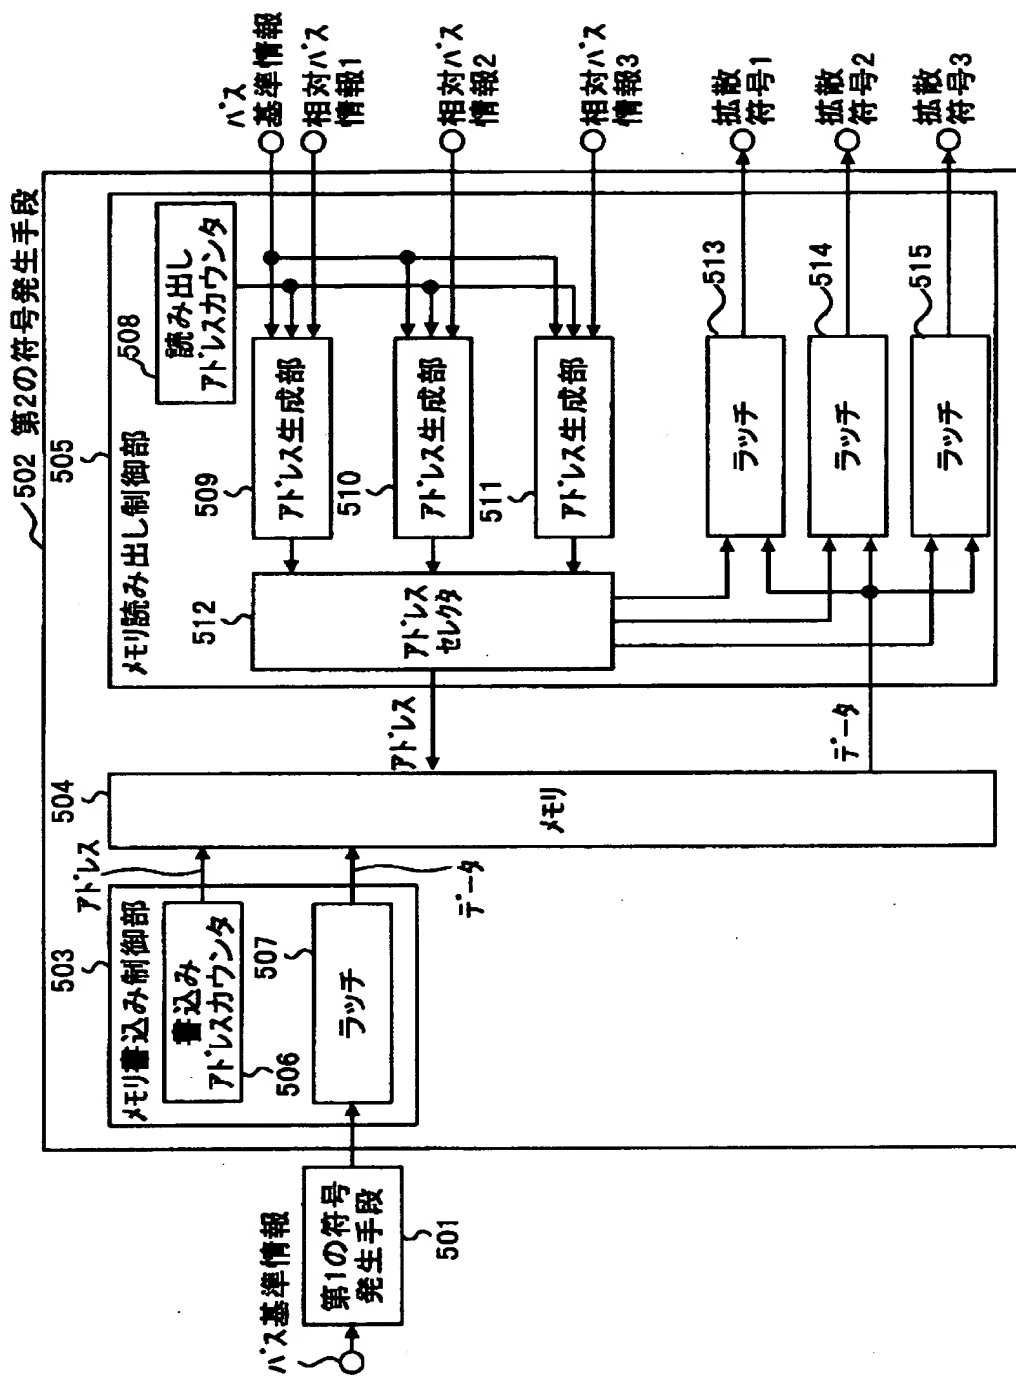 502 第2の符号発生手段
503
メモリ書込み制御部
書込み
アドレスカウンタ
506
507
ラッチ
アドレス
データ
504
メモリ
505
メモリ読み出し制御部
508
読み出し
アドレスカウンタ
509
アドレス生成部
510
アドレス生成部
511
アドレス生成部
512
アドレス
セレクタ
アドレス
データ
513
ラッチ
514
ラッチ
515
ラッチ
パス
基準情報
相対パス
情報1
相対パス
情報2
相対パス
情報3
拡散
符号1
拡散
符号2
拡散
符号3
パス基準情報
第1の符号
発生手段
501